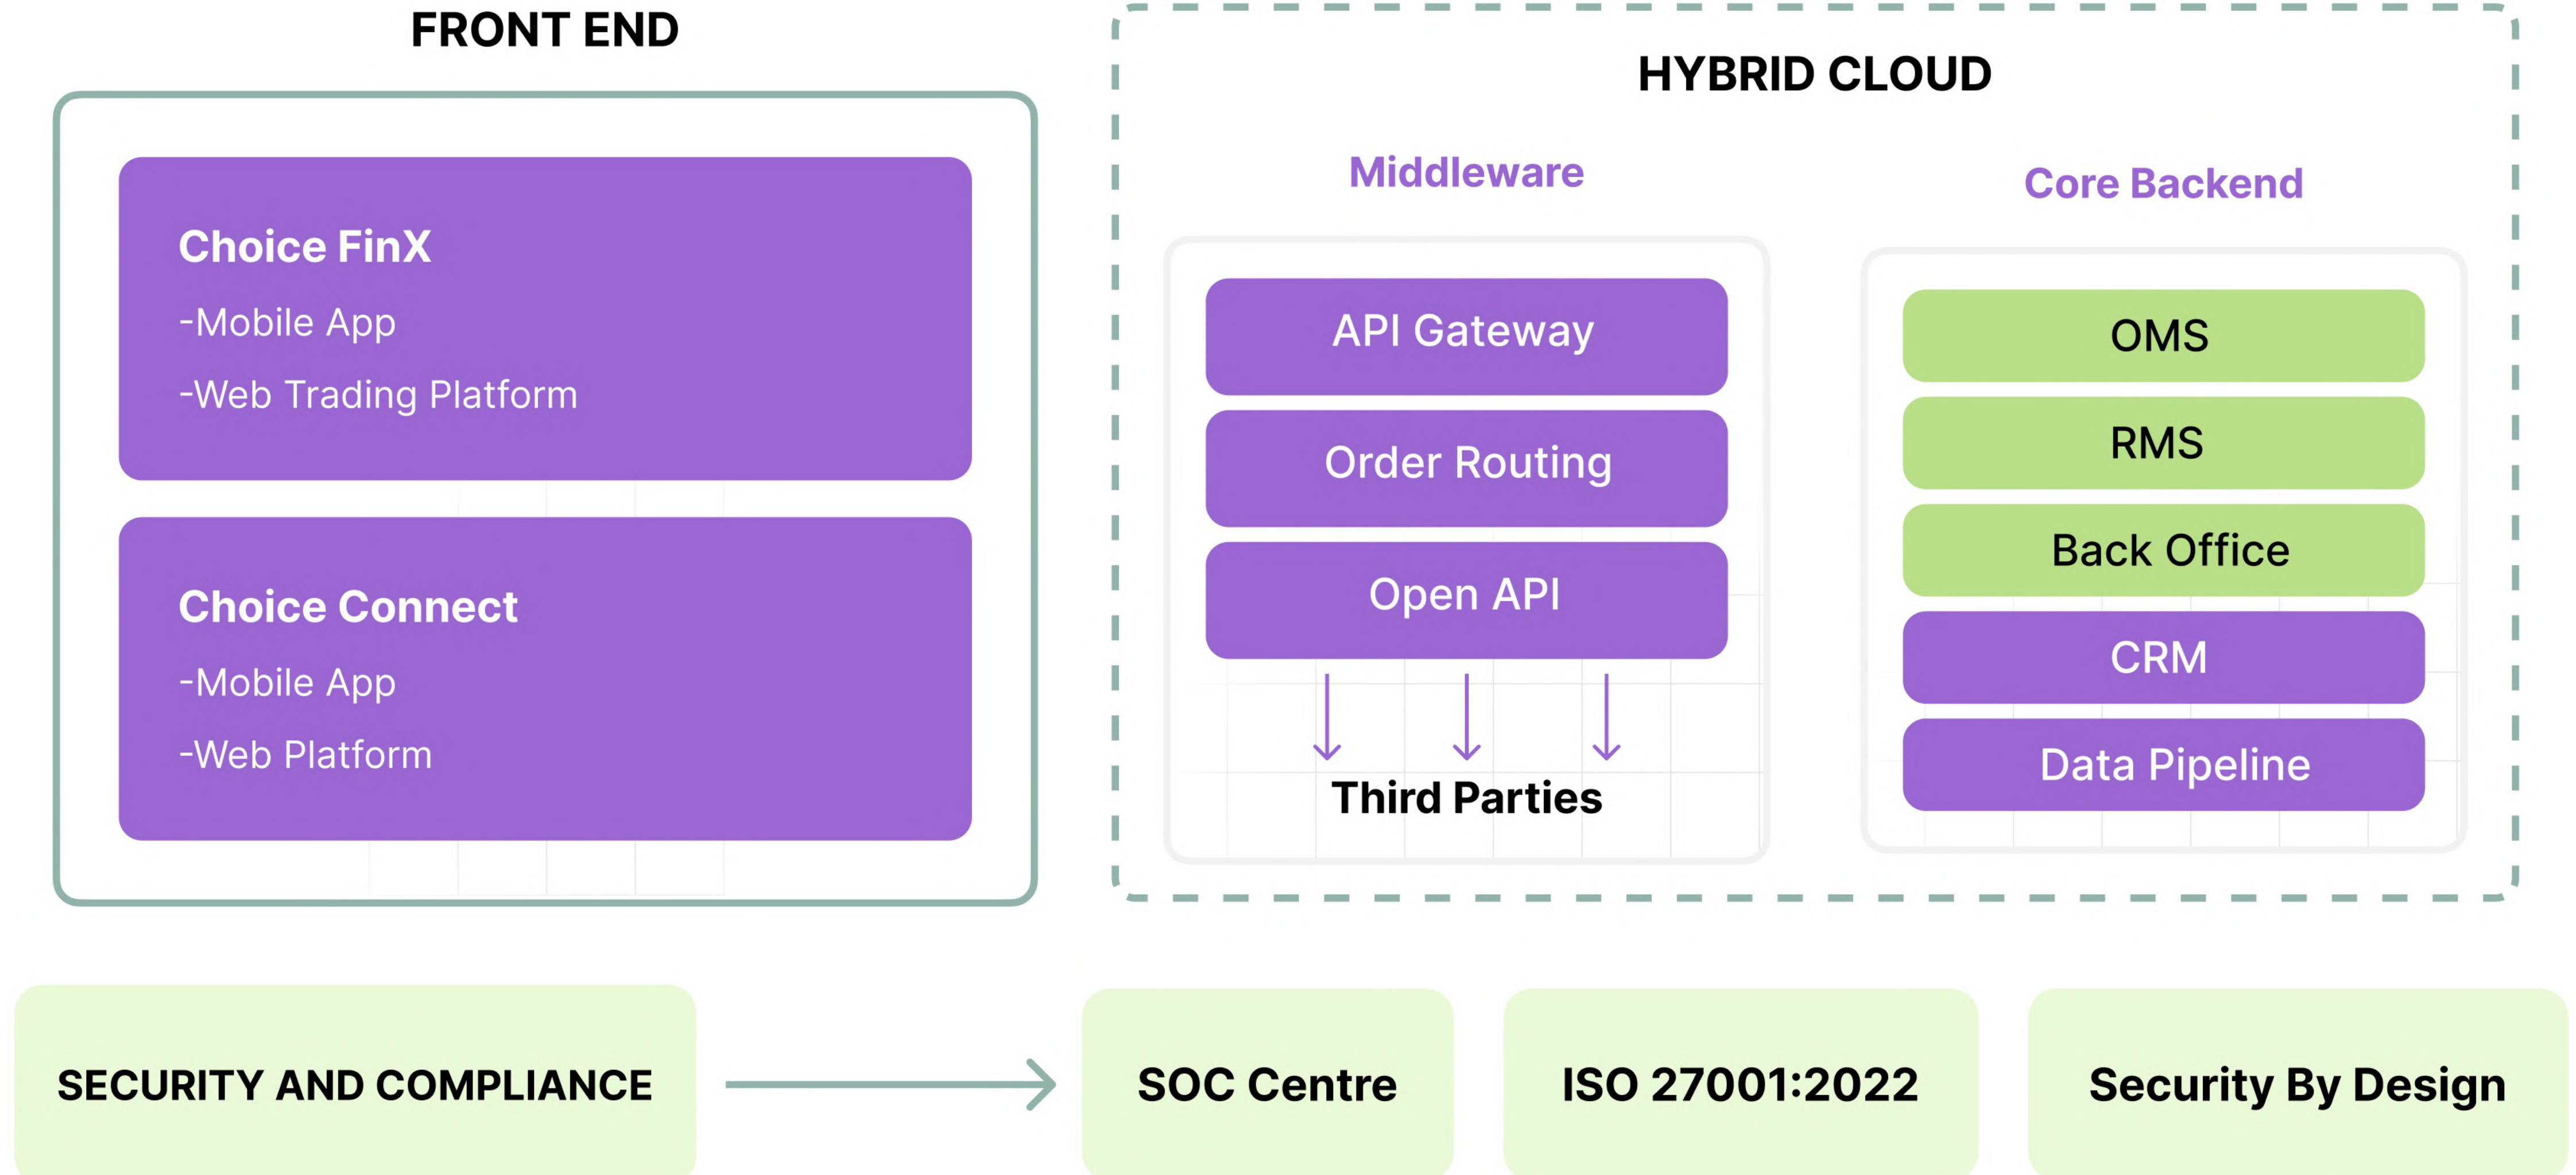 FRONT END
Choice FinX
-Mobile App
-Web Trading Platform
Choice Connect
-Mobile App
-Web Platform
HYBRID CLOUD
Middleware
API Gateway
Order Routing
Open API
Third Parties
Core Backend
OMS
RMS
Back Office
CRM
Data Pipeline
SECURITY AND COMPLIANCE
SOC Centre
ISO 27001:2022
Security By Design